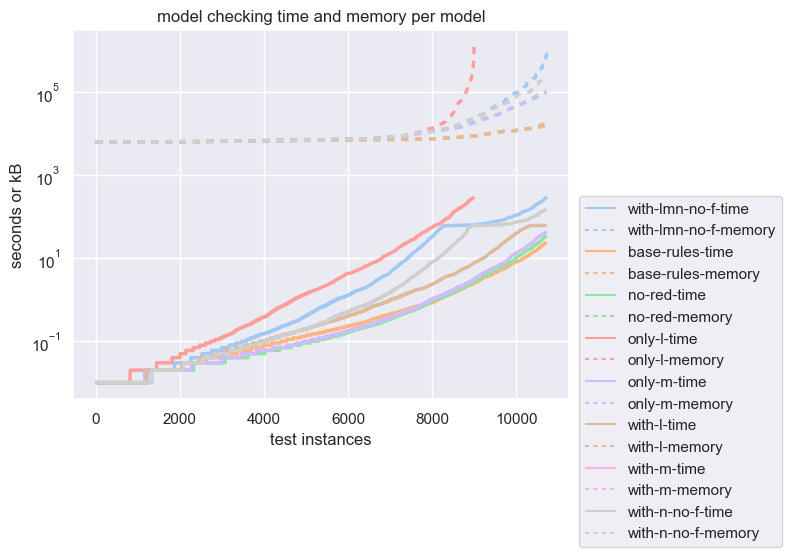 model checking time and memory per model
seconds or kB
10^5
10^3
10^1
10^−1
0 2000 4000 6000 8000 10000
test instances
with-lmn-no-f-time
with-lmn-no-f-memory
base-rules-time
base-rules-memory
no-red-time
no-red-memory
only-l-time
only-l-memory
only-m-time
only-m-memory
with-l-time
with-l-memory
with-m-time
with-m-memory
with-n-no-f-time
with-n-no-f-memory